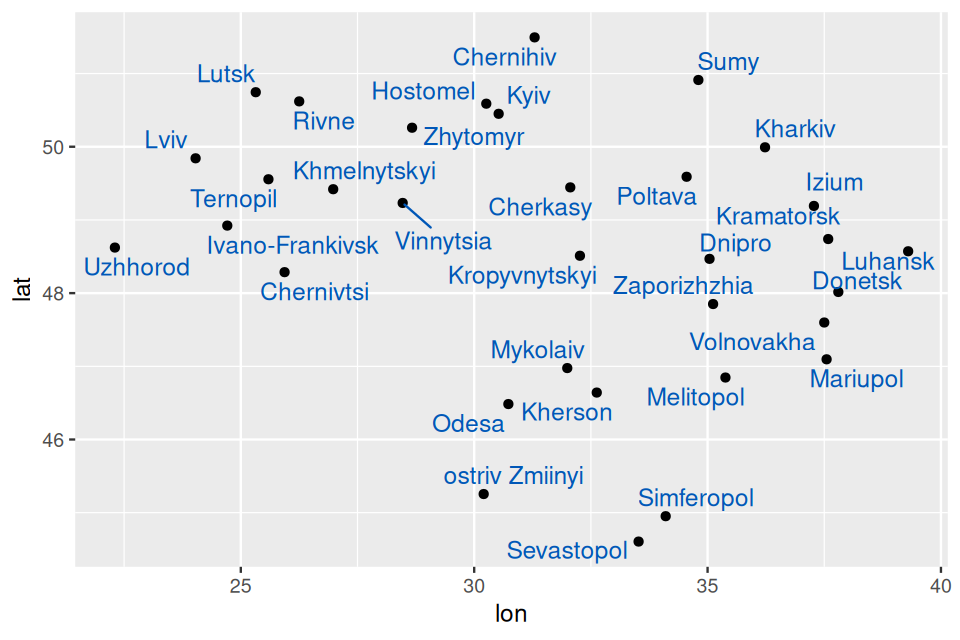 Chernihiv
Sumy
Lutsk
Hostomel
Kyiv
Rivne
Kharkiv
Zhytomyr
Lviv
50
Khmelnytskyi
Izium
Ternopil
Poltava
Cherkasy
Kramatorsk
Vinnytsia
Dnipro
Ivano-Frankivsk
Luhansk
Uzhhorod
Kropyvnytskyi
Donetsk
Zaporizhzhia
Chernivtsi
lat
48
Volnovakha
Mykolaiv
Mariupol
Melitopol
Kherson
Odesa
46
ostriv Zmiinyi
Simferopol
Sevastopol
25 30 35 40
lon